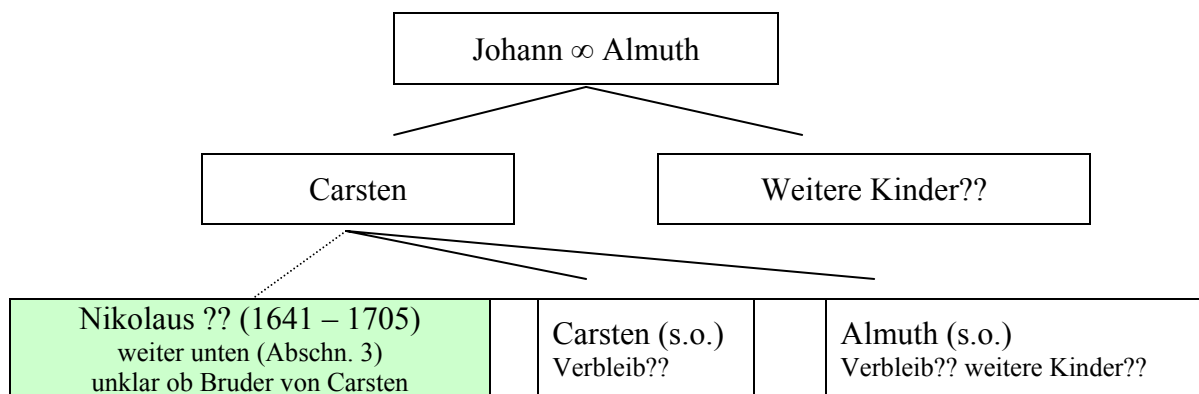 Johann ∞ Almuth
Carsten
Weitere Kinder??
Nikolaus ?? (1641 – 1705)
weiter unten (Abschn. 3)
unklar ob Bruder von Carsten
Carsten (s.o.)
Verbleib??
Almuth (s.o.)
Verbleib?? weitere Kinder??